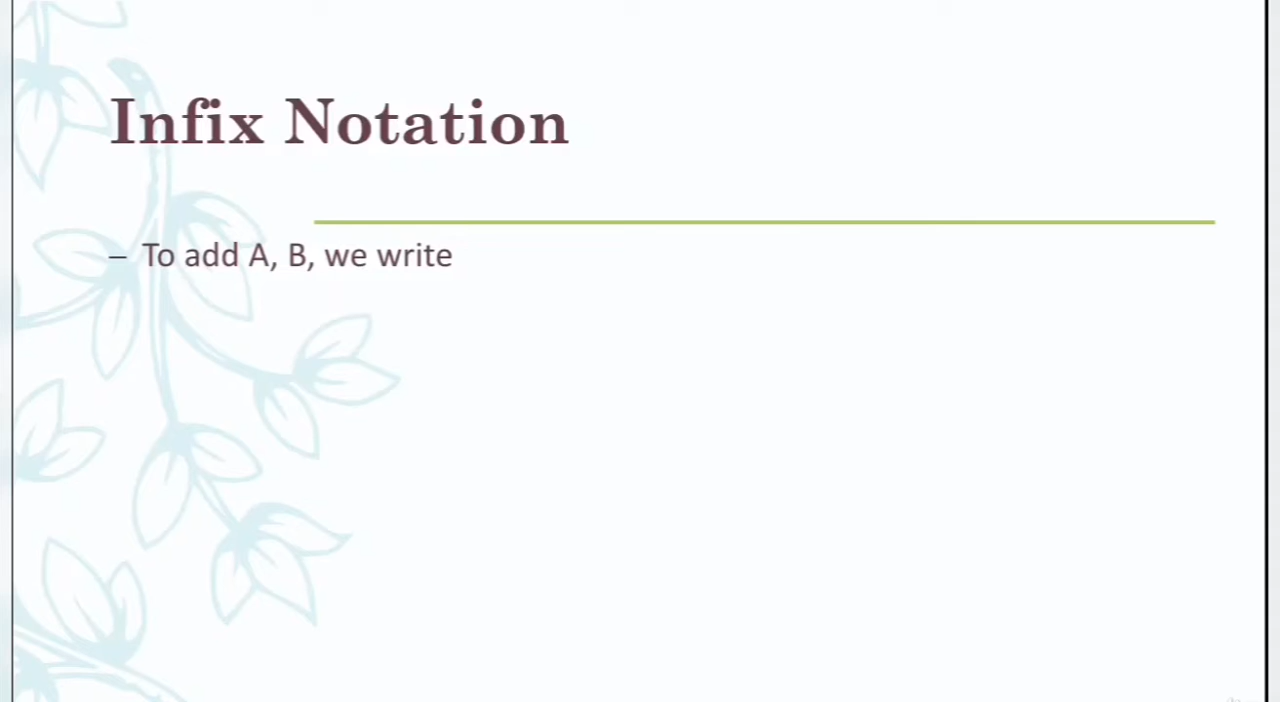 Infix Notation
– To add A, B, we write